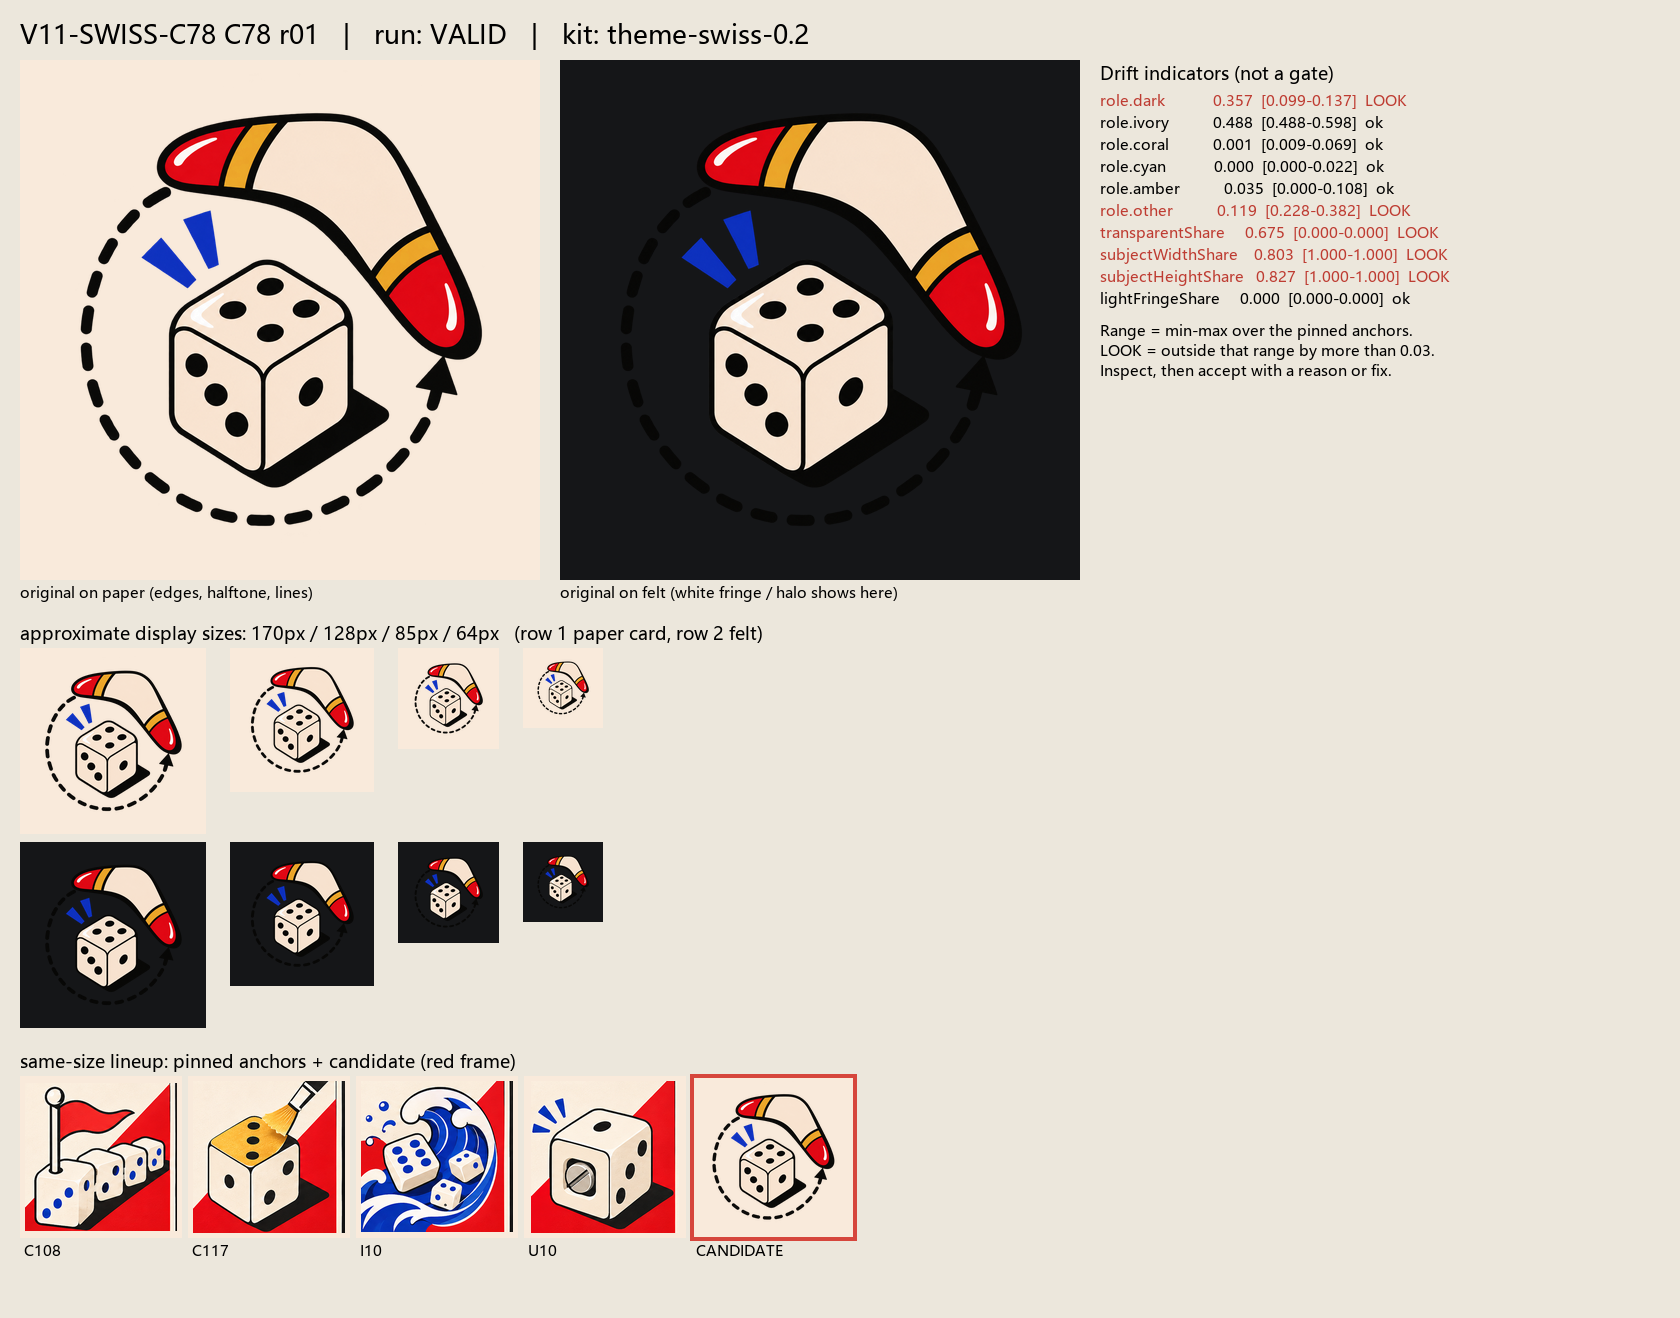 V11-SWISS-C78 C78 r01 | run: VALID | kit: theme-swiss-0.2
Drift indicators (not a gate)
role.dark 0.357 [0.099-0.137] LOOK
role.ivory 0.488 [0.488-0.598] ok
role.coral 0.001 [0.009-0.069] ok
role.cyan 0.000 [0.000-0.022] ok
role.amber 0.035 [0.000-0.108] ok
role.other 0.119 [0.228-0.382] LOOK
transparentShare 0.675 [0.000-0.000] LOOK
subjectWidthShare 0.803 [1.000-1.000] LOOK
subjectHeightShare 0.827 [1.000-1.000] LOOK
lightFringeShare 0.000 [0.000-0.000] ok
Range = min-max over the pinned anchors.
LOOK = outside that range by more than 0.03.
Inspect, then accept with a reason or fix.
original on paper (edges, halftone, lines)
original on felt (white fringe / halo shows here)
approximate display sizes: 170px / 128px / 85px / 64px (row 1 paper card, row 2 felt)
same-size lineup: pinned anchors + candidate (red frame)
C108
C117
I10
U10
CANDIDATE